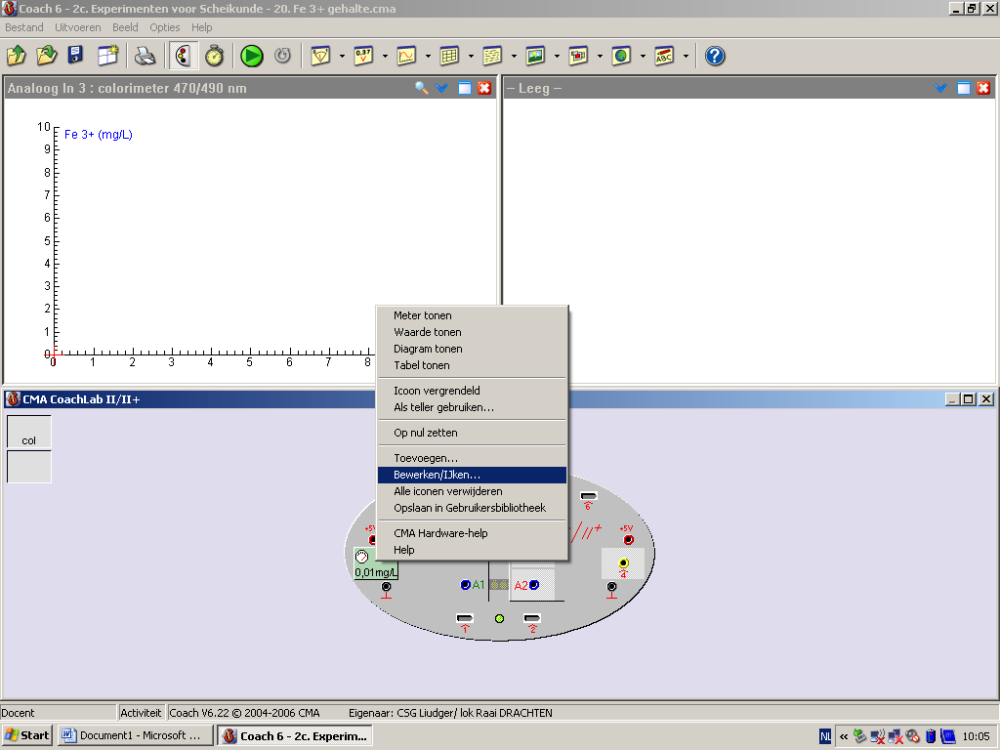 Coach 6 - 2c. Experimenten voor Scheikunde - 20. Fe 3+ gehalte.cma
Bestand Uitvoeren Beeld Opties Help
0.37
ABC
Analoog In 3 : colorimeter 470/490 nm
– Leeg –
10
Fe 3+ (mg/L)
9
8
7
6
5
4
3
2
1
0
0 1 2 3 4 5 6 7 8
Meter tonen
Waarde tonen
Diagram tonen
Tabel tonen
Icoon vergrendeld
Als teller gebruiken...
Op nul zetten
Toevoegen...
Bewerken/IJken...
Alle iconen verwijderen
Opslaan in Gebruikersbibliotheek
CMA Hardware-help
Help
CMA CoachLab II/II+
col
6
+5V
+5V
0,01mg/L
4
A1
A2
1
2
Docent
Activiteit
Coach V6.22 © 2004-2006 CMA
Eigenaar: CSG Liudger/ lok Raai DRACHTEN
Start
Document1 - Microsoft ...
Coach 6 - 2c. Experim...
NL
«
10:05